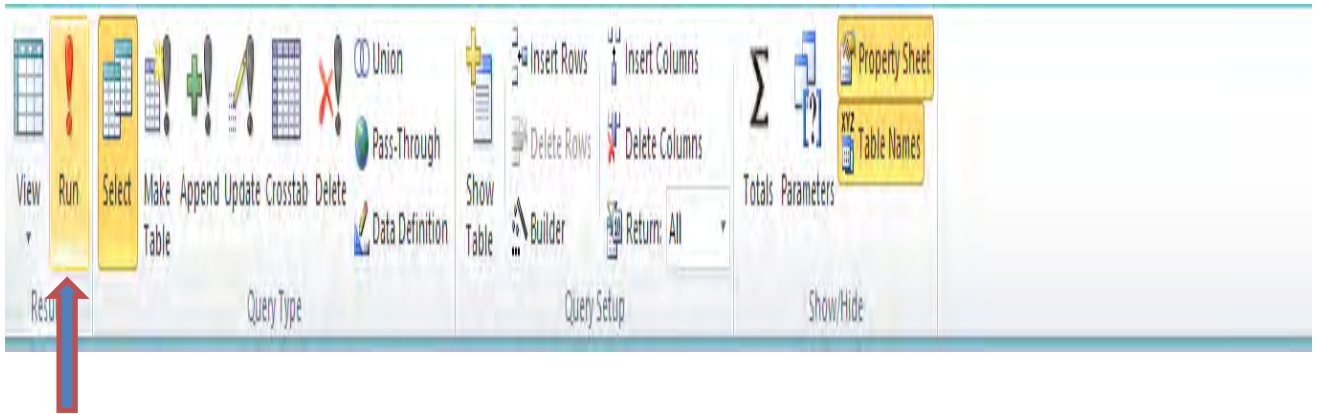 View
Run
Select
Make
Table
Append
Update
Crosstab
Delete
Union
Pass-Through
Data Definition
Show
Table
Insert Rows
Delete Rows
Builder
Insert Columns
Delete Columns
Return: All
Σ
Totals
[?]
Parameters
Property Sheet
XYZ
Table Names
Query Type
Query Setup
Show/Hide